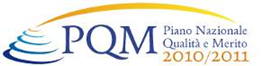 PQM
Piano Nazionale
Qualità e Merito
2010/2011